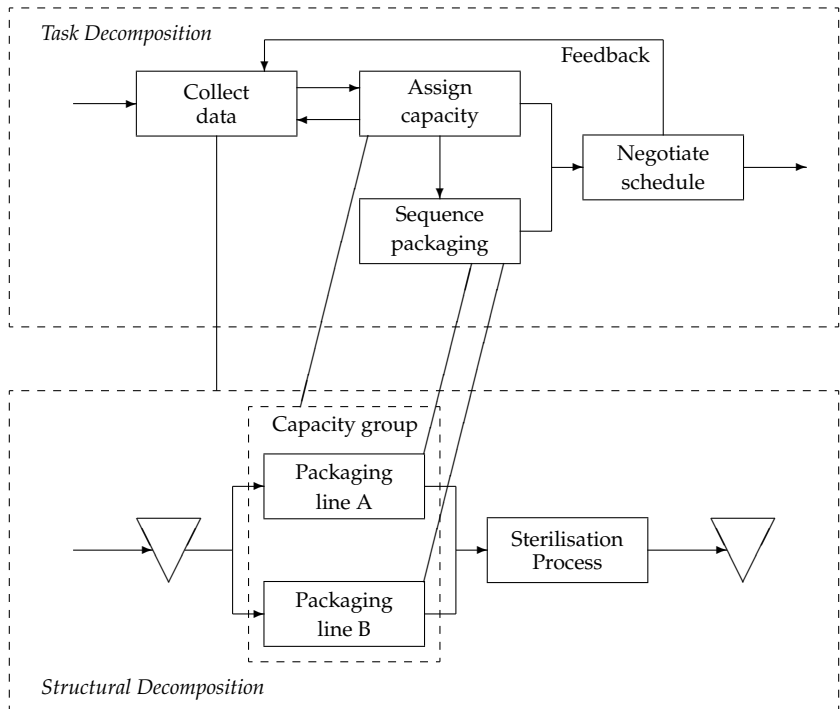 Task Decomposition
Feedback
Collect
data
Assign
capacity
Negotiate
schedule
Sequence
packaging
Capacity group
Packaging
line A
Sterilisation
Process
Packaging
line B
Structural Decomposition